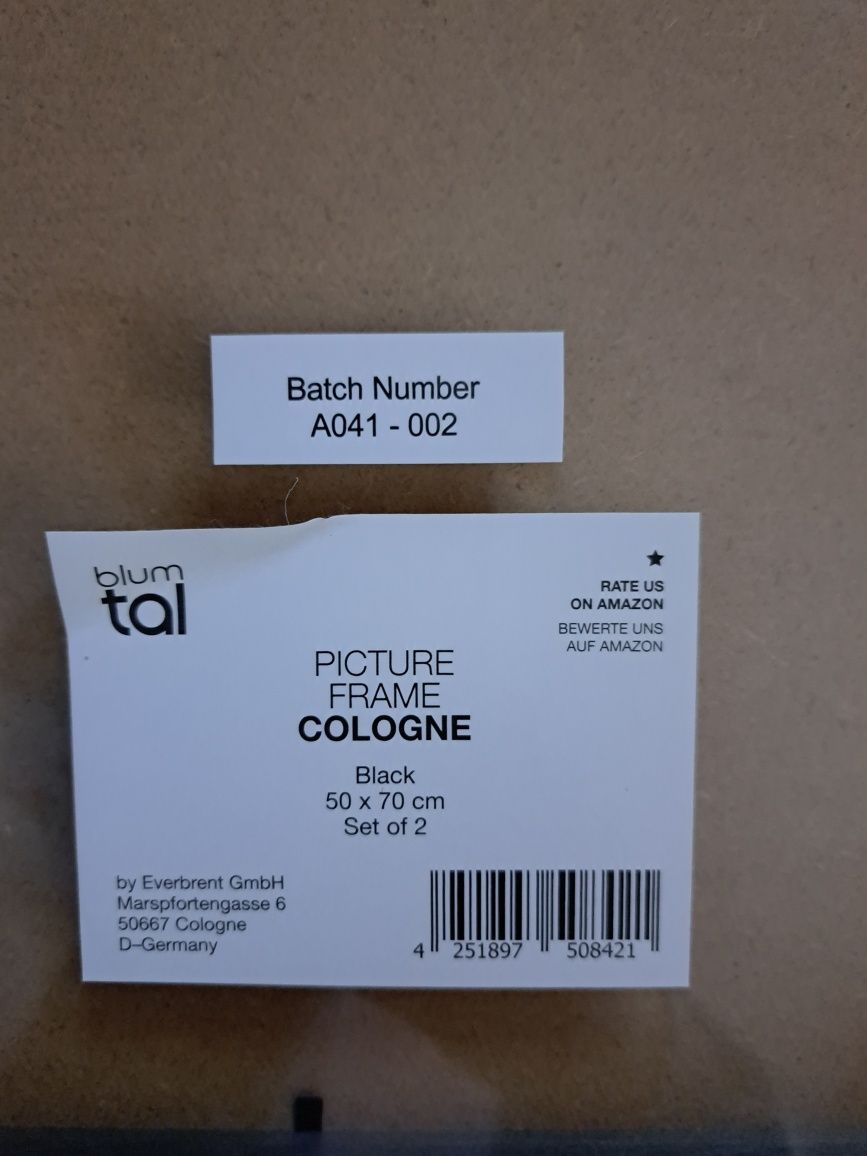 Batch Number
A041 - 002
blum
tal
★
RATE US
ON AMAZON
BEWERTE UNS
AUF AMAZON
PICTURE
FRAME
COLOGNE
Black
50 x 70 cm
Set of 2
by Everbrent GmbH
Marspfortengasse 6
50667 Cologne
D–Germany
4 251897 508421